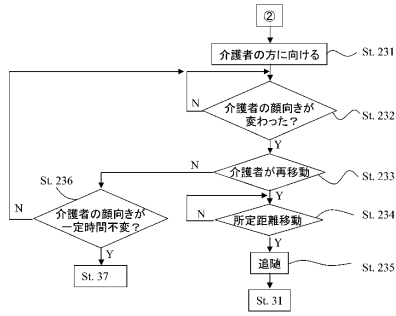 ②
介護者の方に向ける
St. 231
N
介護者の顔向きが
変わった？
St. 232
Y
N
介護者が再移動
St. 233
St. 236
Y
介護者の顔向きが
一定時間不変？
N
N
所定距離移動
St. 234
Y
Y
追随
St. 235
St. 37
St. 31